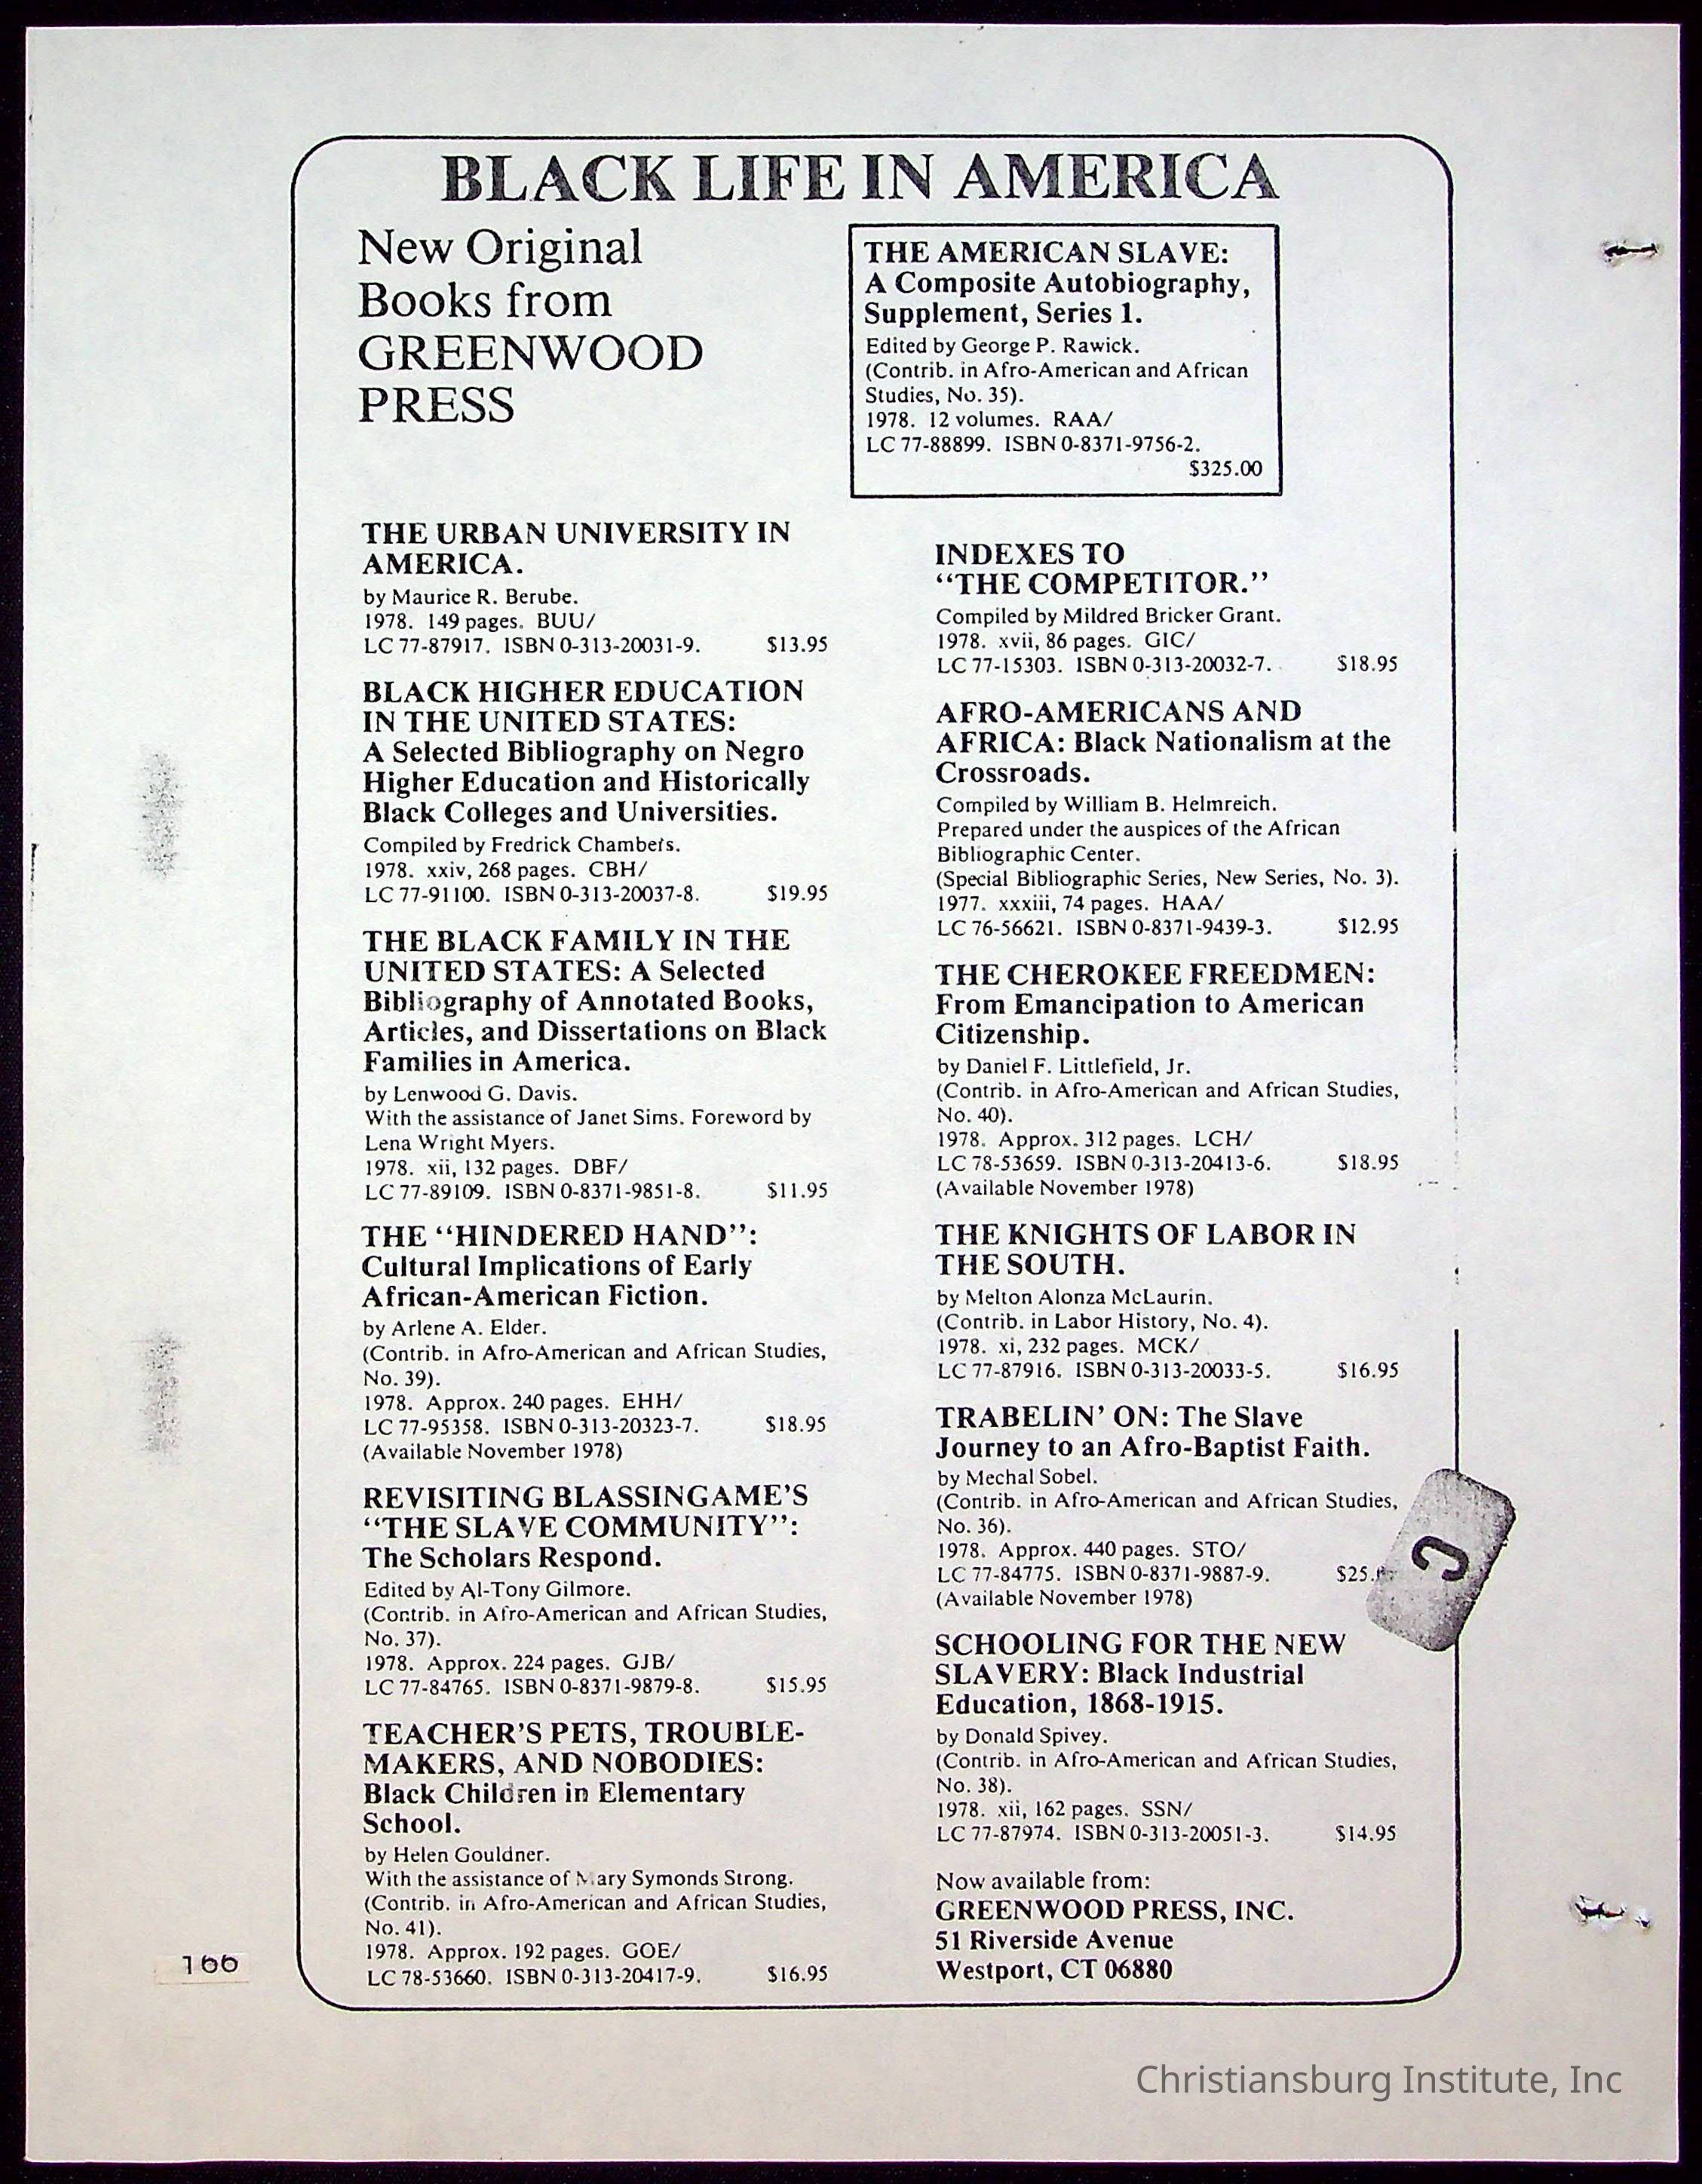 BLACK LIFE IN AMERICA
New Original
Books from
GREENWOOD
PRESS
THE AMERICAN SLAVE:
A Composite Autobiography,
Supplement, Series 1.
Edited by George P. Rawick.
(Contrib. in Afro-American and African
Studies, No. 35).
1978. 12 volumes. RAA/
LC 77-88899. ISBN 0-8371-9756-2.
$325.00
THE URBAN UNIVERSITY IN
AMERICA.
by Maurice R. Berube.
1978. 149 pages. BUU/
LC 77-87917. ISBN 0-313-20031-9. $13.95
BLACK HIGHER EDUCATION
IN THE UNITED STATES:
A Selected Bibliography on Negro
Higher Education and Historically
Black Colleges and Universities.
Compiled by Fredrick Chambers.
1978. xxiv, 268 pages. CBH/
LC 77-91100. ISBN 0-313-20037-8. $19.95
THE BLACK FAMILY IN THE
UNITED STATES: A Selected
Bibliography of Annotated Books,
Articles, and Dissertations on Black
Families in America.
by Lenwood G. Davis.
With the assistance of Janet Sims. Foreword by
Lena Wright Myers.
1978. xii, 132 pages. DBF/
LC 77-89109. ISBN 0-8371-9851-8. $11.95
THE “HINDERED HAND”:
Cultural Implications of Early
African-American Fiction.
by Arlene A. Elder.
(Contrib. in Afro-American and African Studies,
No. 39).
1978. Approx. 240 pages. EHH/
LC 77-95358. ISBN 0-313-20323-7. $18.95
(Available November 1978)
REVISITING BLASSINGAME’S
“THE SLAVE COMMUNITY”:
The Scholars Respond.
Edited by Al-Tony Gilmore.
(Contrib. in Afro-American and African Studies,
No. 37).
1978. Approx. 224 pages. GJB/
LC 77-84765. ISBN 0-8371-9879-8. $15.95
TEACHER’S PETS, TROUBLE-
MAKERS, AND NOBODIES:
Black Children in Elementary
School.
by Helen Gouldner.
With the assistance of Mary Symonds Strong.
(Contrib. in Afro-American and African Studies,
No. 41).
1978. Approx. 192 pages. GOE/
LC 78-53660. ISBN 0-313-20417-9. $16.95
INDEXES TO
“THE COMPETITOR.”
Compiled by Mildred Bricker Grant.
1978. xvii, 86 pages. GIC/
LC 77-15303. ISBN 0-313-20032-7. $18.95
AFRO-AMERICANS AND
AFRICA: Black Nationalism at the
Crossroads.
Compiled by William B. Helmreich.
Prepared under the auspices of the African
Bibliographic Center.
(Special Bibliographic Series, New Series, No. 3).
1977. xxxiii, 74 pages. HAA/
LC 76-56621. ISBN 0-8371-9439-3. $12.95
THE CHEROKEE FREEDMEN:
From Emancipation to American
Citizenship.
by Daniel F. Littlefield, Jr.
(Contrib. in Afro-American and African Studies,
No. 40).
1978. Approx. 312 pages. LCH/
LC 78-53659. ISBN 0-313-20413-6. $18.95
(Available November 1978)
THE KNIGHTS OF LABOR IN
THE SOUTH.
by Melton Alonza McLaurin.
(Contrib. in Labor History, No. 4).
1978. xi, 232 pages. MCK/
LC 77-87916. ISBN 0-313-20033-5. $16.95
TRABELIN’ ON: The Slave
Journey to an Afro-Baptist Faith.
by Mechal Sobel.
(Contrib. in Afro-American and African Studies,
No. 36).
1978. Approx. 440 pages. STO/
LC 77-84775. ISBN 0-8371-9887-9.
(Available November 1978)
SCHOOLING FOR THE NEW
SLAVERY: Black Industrial
Education, 1868-1915.
by Donald Spivey.
(Contrib. in Afro-American and African Studies,
No. 38).
1978. xii, 162 pages. SSN/
LC 77-87974. ISBN 0-313-20051-3. $14.95
Now available from:
GREENWOOD PRESS, INC.
51 Riverside Avenue
Westport, CT 06880
166
Christiansburg Institute, Inc